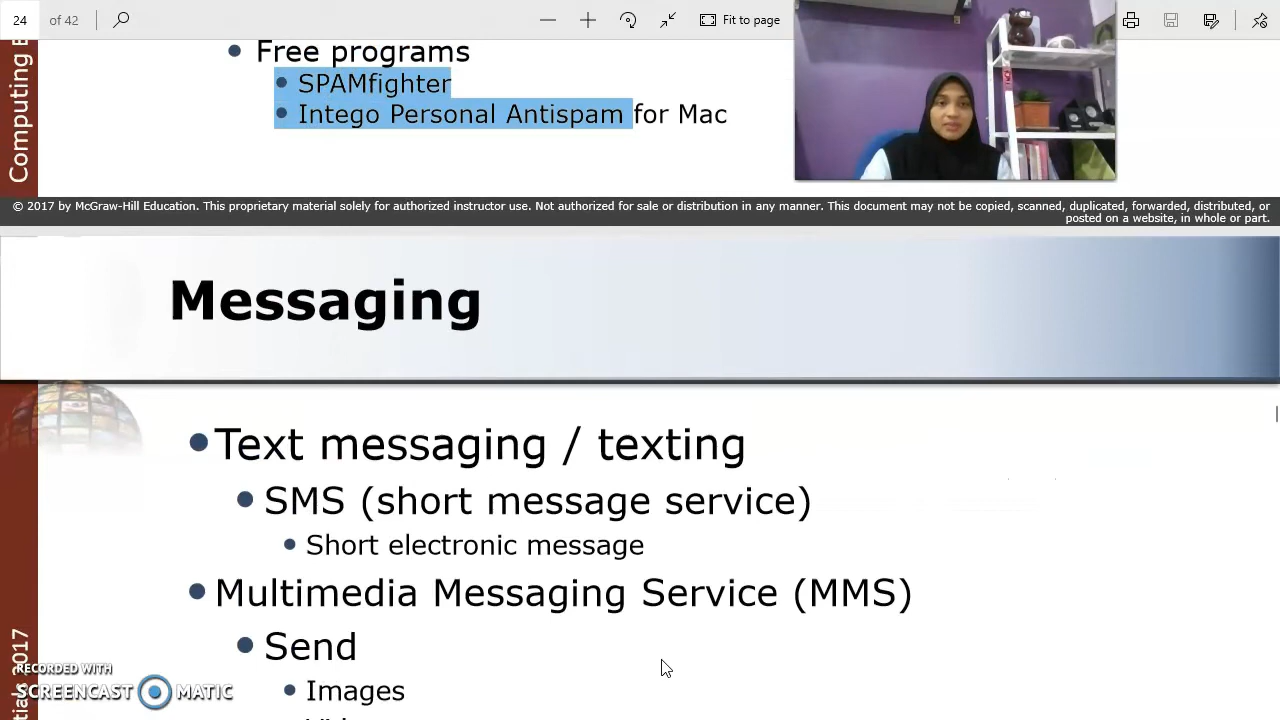 24 of 42
Fit to page
Computing E
Free programs
SPAMfighter
Intego Personal Antispam for Mac
© 2017 by McGraw-Hill Education. This proprietary material solely for authorized instructor use. Not authorized for sale or distribution in any manner. This document may not be copied, scanned, duplicated, forwarded, distributed, or
posted on a website, in whole or part.
Messaging
Text messaging / texting
SMS (short message service)
Short electronic message
Multimedia Messaging Service (MMS)
Send
Images
tials 2017
RECORDED WITH
SCREENCAST MATIC